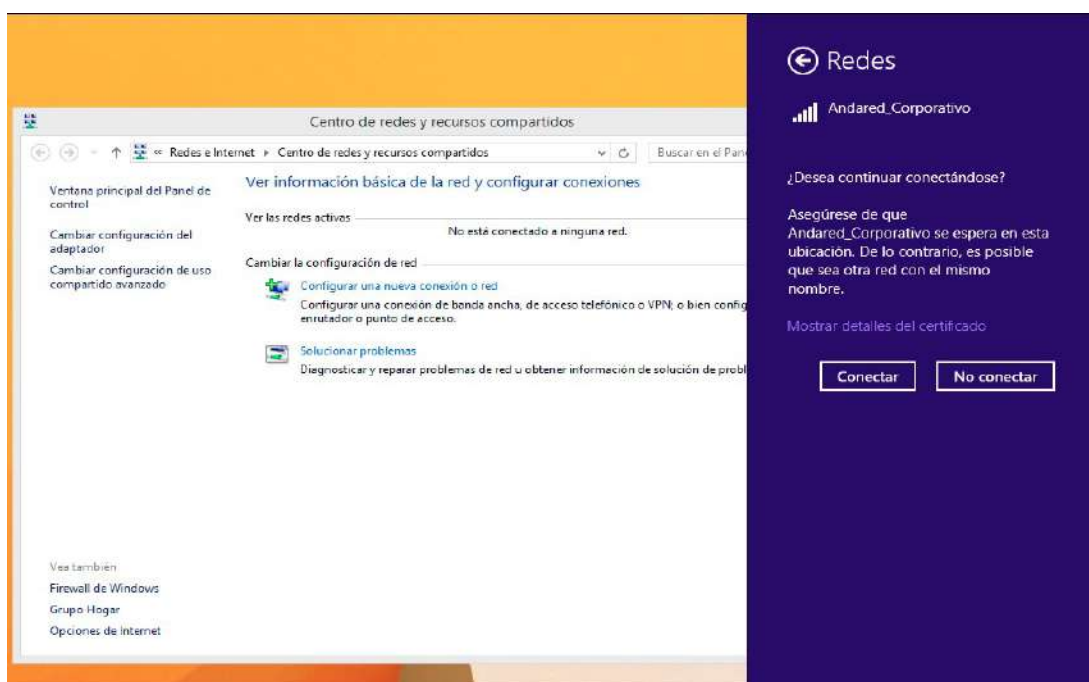 Centro de redes y recursos compartidos
« Redes e Internet ▸ Centro de redes y recursos compartidos
Buscar en el Pan
Ventana principal del Panel de
control
Cambiar configuración del
adaptador
Cambiar configuración de uso
compartido avanzado
Ver información básica de la red y configurar conexiones
Ver las redes activas
No está conectado a ninguna red.
Cambiar la configuración de red
Configurar una nueva conexión o red
Configurar una conexión de banda ancha, de acceso telefónico o VPN; o bien config
enrutador o punto de acceso.
Solucionar problemas
Diagnosticar y reparar problemas de red u obtener información de solución de probl
Vea también
Firewall de Windows
Grupo Hogar
Opciones de Internet
Redes
Andared_Corporativo
¿Desea continuar conectándose?
Asegúrese de que
Andared_Corporativo se espera en esta
ubicación. De lo contrario, es posible
que sea otra red con el mismo
nombre.
Mostrar detalles del certificado
Conectar
No conectar